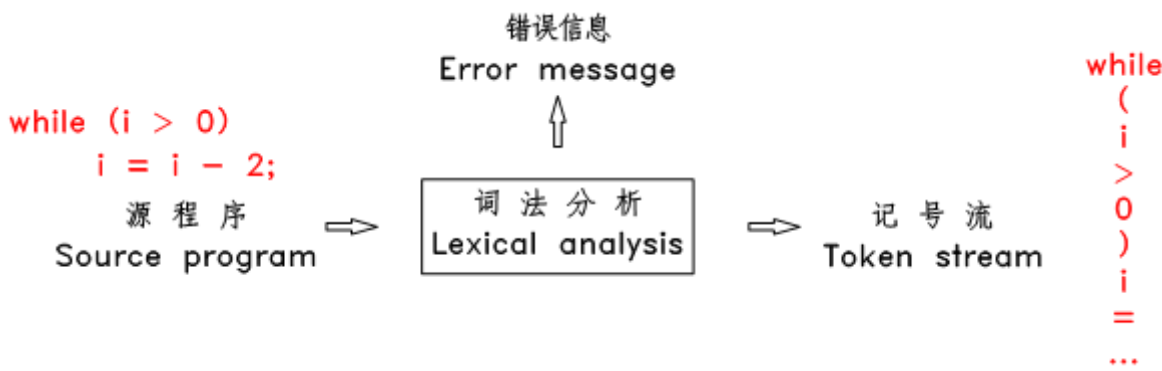 错误信息
Error message
while (i > 0)
i = i - 2;
源程序
Source program
词法分析
Lexical analysis
记号流
Token stream
while
(
i
>
0
)
i
=
...